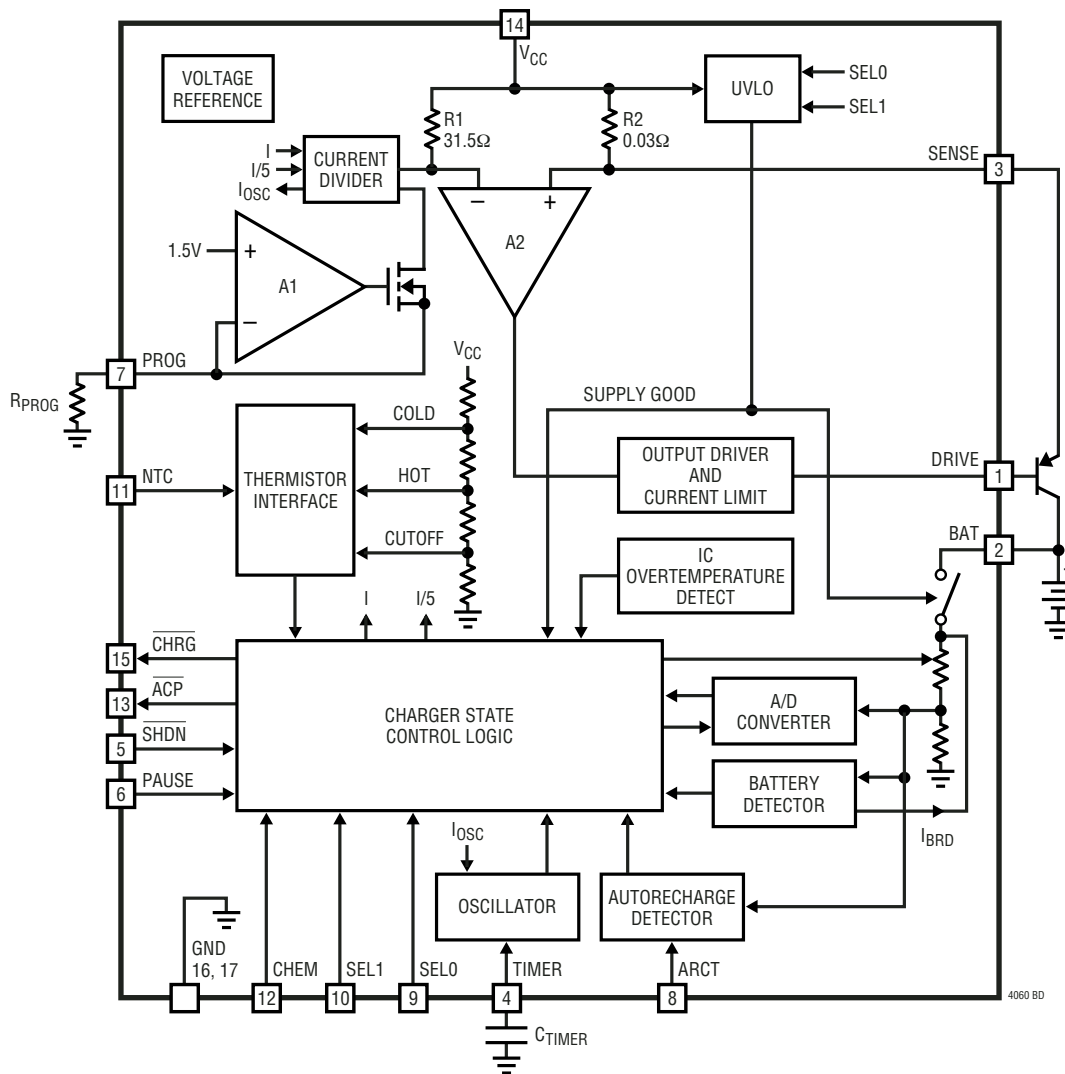 14
VCC
VOLTAGE
REFERENCE
UVLO
SEL0
SEL1
R1
31.5Ω
R2
0.03Ω
I
I/5
IOSC
CURRENT
DIVIDER
SENSE
3
–
+
A2
1.5V
+
A1
–
PROG
7
RPROG
VCC
SUPPLY GOOD
COLD
THERMISTOR
INTERFACE
HOT
CUTOFF
NTC
11
OUTPUT DRIVER
AND
CURRENT LIMIT
DRIVE
1
BAT
2
IC
OVERTEMPERATURE
DETECT
I
I/5
CHRG
15
ACP
13
SHDN
5
PAUSE
6
CHARGER STATE
CONTROL LOGIC
A/D
CONVERTER
BATTERY
DETECTOR
IBRD
IOSC
OSCILLATOR
AUTORECHARGE
DETECTOR
GND
16, 17
CHEM
12
SEL1
10
SEL0
9
TIMER
4
ARCT
8
CTIMER
4060 BD